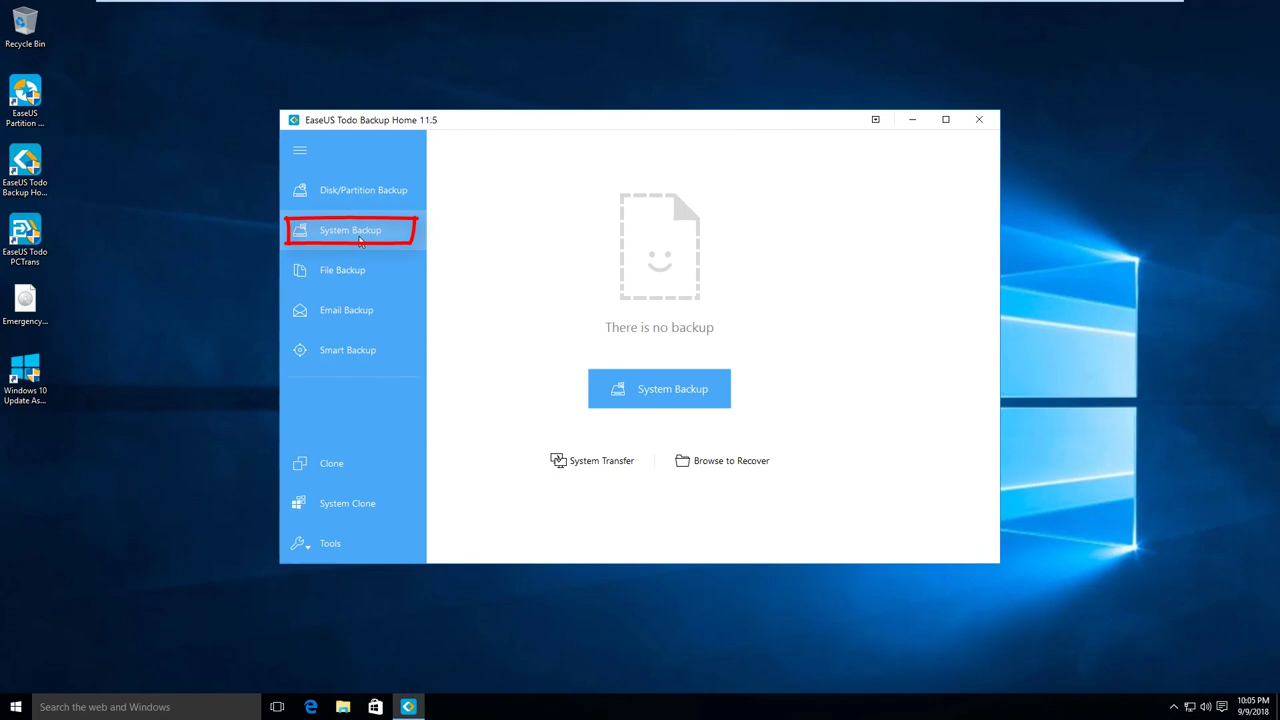 Recycle Bin
EaseUS
Partition ...
EaseUS Todo
Backup Ho...
EaseUS Todo
PCTrans
Emergency...
Windows 10
Update As...
EaseUS Todo Backup Home 11.5
Disk/Partition Backup
System Backup
File Backup
Email Backup
Smart Backup
Clone
System Clone
Tools
There is no backup
System Backup
System Transfer
Browse to Recover
Search the web and Windows
10:05 PM
9/9/2018